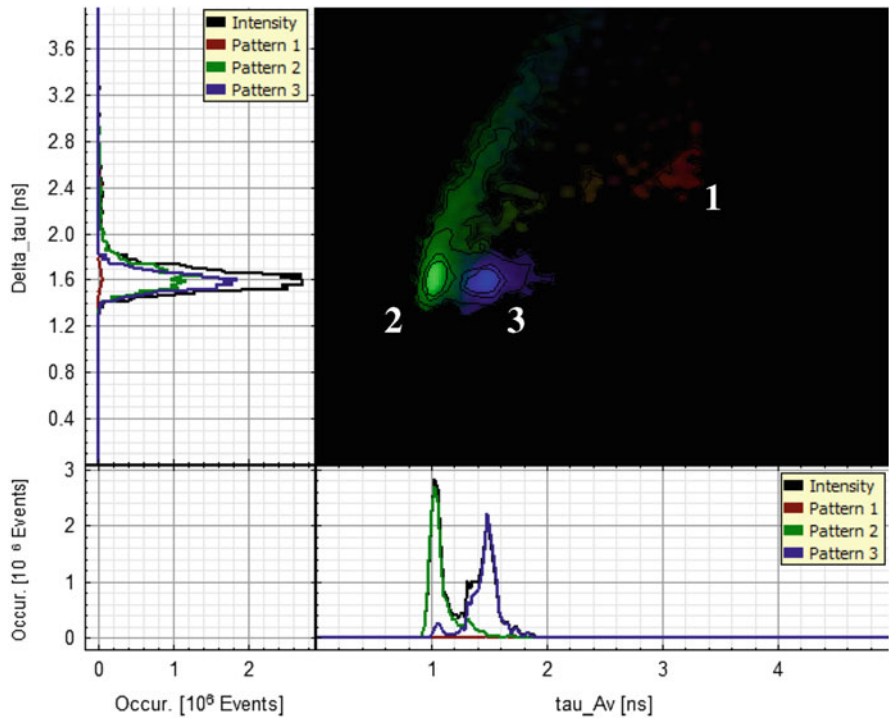 Intensity
Pattern 1
Pattern 2
Pattern 3
3.6
3.2
2.8
2.4
2.0
1.6
1.2
0.8
0.4
Delta_tau [ns]
1
2
3
3
2
1
0
Occur. [10 ⁶ Events]
Intensity
Pattern 1
Pattern 2
Pattern 3
0 1 2
Occur. [10⁶ Events]
1 2 3 4
tau_Av [ns]